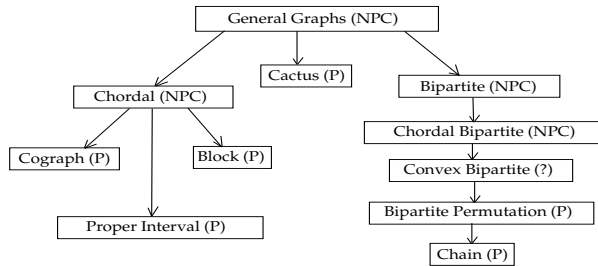 General Graphs (NPC)
Cactus (P)
Chordal (NPC)
Bipartite (NPC)
Chordal Bipartite (NPC)
Cograph (P)
Block (P)
Convex Bipartite (?)
Proper Interval (P)
Bipartite Permutation (P)
Chain (P)